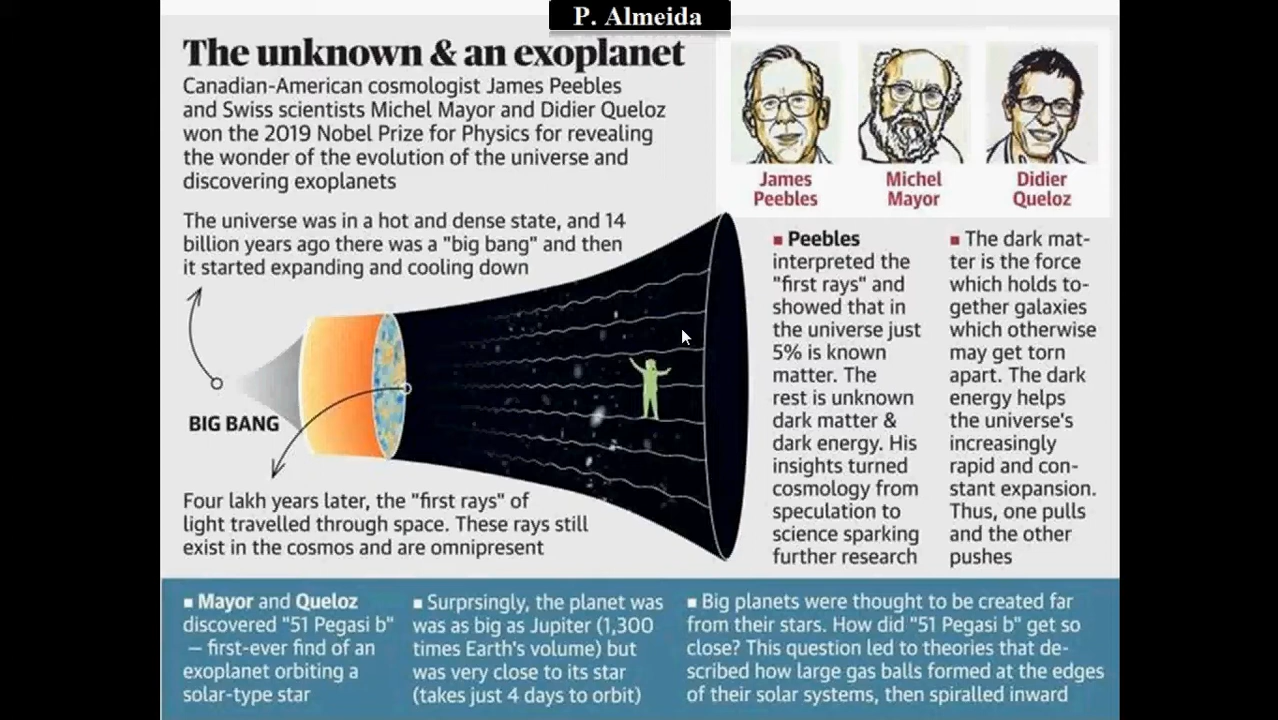 P. Almeida
The unknown & an exoplanet
Canadian-American cosmologist James Peebles
and Swiss scientists Michel Mayor and Didier Queloz
won the 2019 Nobel Prize for Physics for revealing
the wonder of the evolution of the universe and
discovering exoplanets
James
Peebles
Michel
Mayor
Didier
Queloz
The universe was in a hot and dense state, and 14
billion years ago there was a "big bang" and then
it started expanding and cooling down
BIG BANG
Four lakh years later, the "first rays" of
light travelled through space. These rays still
exist in the cosmos and are omnipresent
■ Peebles
interpreted the
"first rays" and
showed that in
the universe just
5% is known
matter. The
rest is unknown
dark matter &
dark energy. His
insights turned
cosmology from
speculation to
science sparking
further research
■ The dark mat-
ter is the force
which holds to-
gether galaxies
which otherwise
may get torn
apart. The dark
energy helps
the universe's
increasingly
rapid and con-
stant expansion.
Thus, one pulls
and the other
pushes
■ Mayor and Queloz
discovered "51 Pegasi b"
— first-ever find of an
exoplanet orbiting a
solar-type star
■ Surprsingly, the planet was
was as big as Jupiter (1,300
times Earth's volume) but
was very close to its star
(takes just 4 days to orbit)
■ Big planets were thought to be created far
from their stars. How did "51 Pegasi b" get so
close? This question led to theories that de-
scribed how large gas balls formed at the edges
of their solar systems, then spiralled inward